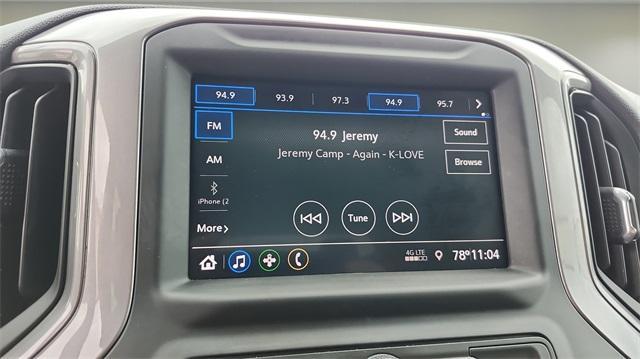 94.9 93.9 97.3 94.9 95.7 >
FM 94.9 Jeremy Sound
Jeremy Camp - Again - K-LOVE
AM Browse
iPhone (2
Tune
More >
4G LTE
78° 11:04